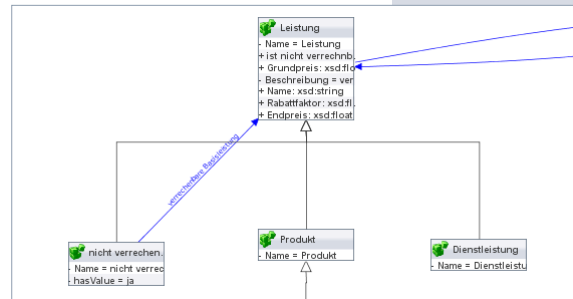 Leistung
- Name = Leistung
+ ist nicht verrechnb.
+ Grundpreis: xsd:flo
- Beschreibung = ver
+ Name: xsd:string
+ Rabattfaktor: xsd:fl.
+ Endpreis: xsd:float
verrechenbare Basisleistung
nicht verrechen.
- Name = nicht verrec
- hasValue = ja
Produkt
- Name = Produkt
Dienstleistung
- Name = Dienstleistu